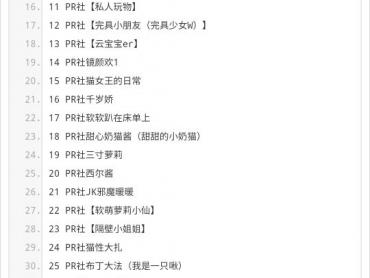 16. 11 PR社【私人玩物】
17. 12 PR社【完具小朋友（完具少女W）】
18. 13 PR社【云宝宝er】
19. 14 PR社镜颜欢1
20. 15 PR社猫女王的日常
21. 16 PR社千岁娇
22. 17 PR社软软趴在床单上
23. 18 PR社甜心奶猫酱（甜甜的小奶猫）
24. 19 PR社三寸萝莉
25. 20 PR社西尔酱
26. 21 PR社JK邪魔暖暖
27. 22 PR社【软萌萝莉小仙】
28. 23 PR社【隔壁小姐姐】
29. 24 PR社猫性大扎
30. 25 PR社布丁大法（我是一只啾）